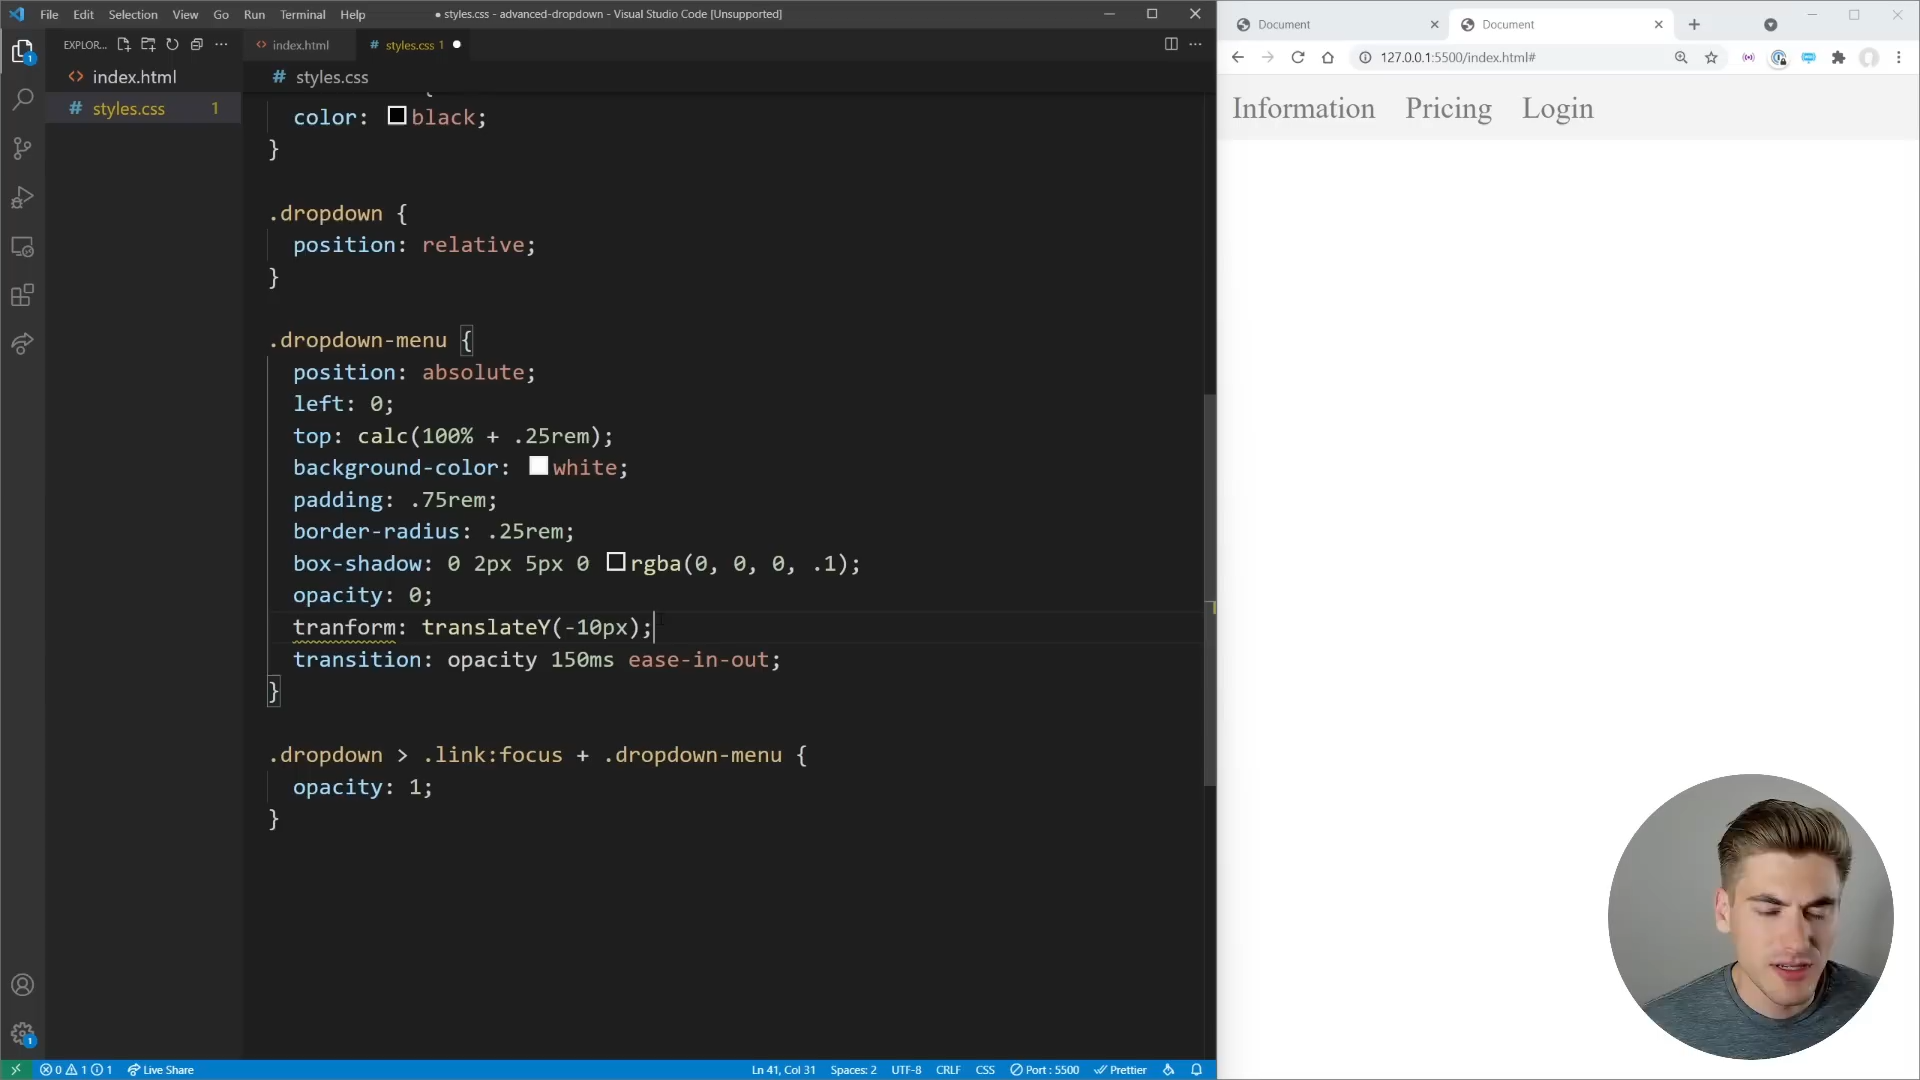 File Edit Selection View Go Run Terminal Help
● styles.css - advanced-dropdown - Visual Studio Code [Unsupported]
EXPLOR...
index.html
styles.css 1
index.html
# styles.css
1
# styles.css
{
color: black;
}
.dropdown {
position: relative;
}
.dropdown-menu {
position: absolute;
left: 0;
top: calc(100% + .25rem);
background-color: white;
padding: .75rem;
border-radius: .25rem;
box-shadow: 0 2px 5px 0 rgba(0, 0, 0, .1);
opacity: 0;
tranform: translateY(-10px);
transition: opacity 150ms ease-in-out;
}
.dropdown > .link:focus + .dropdown-menu {
opacity: 1;
}
1
1
0 1 1 Live Share
Ln 41, Col 31 Spaces: 2 UTF-8 CRLF CSS Port : 5500 Prettier
Document
Document
127.0.0.1:5500/index.html#
Information Pricing Login